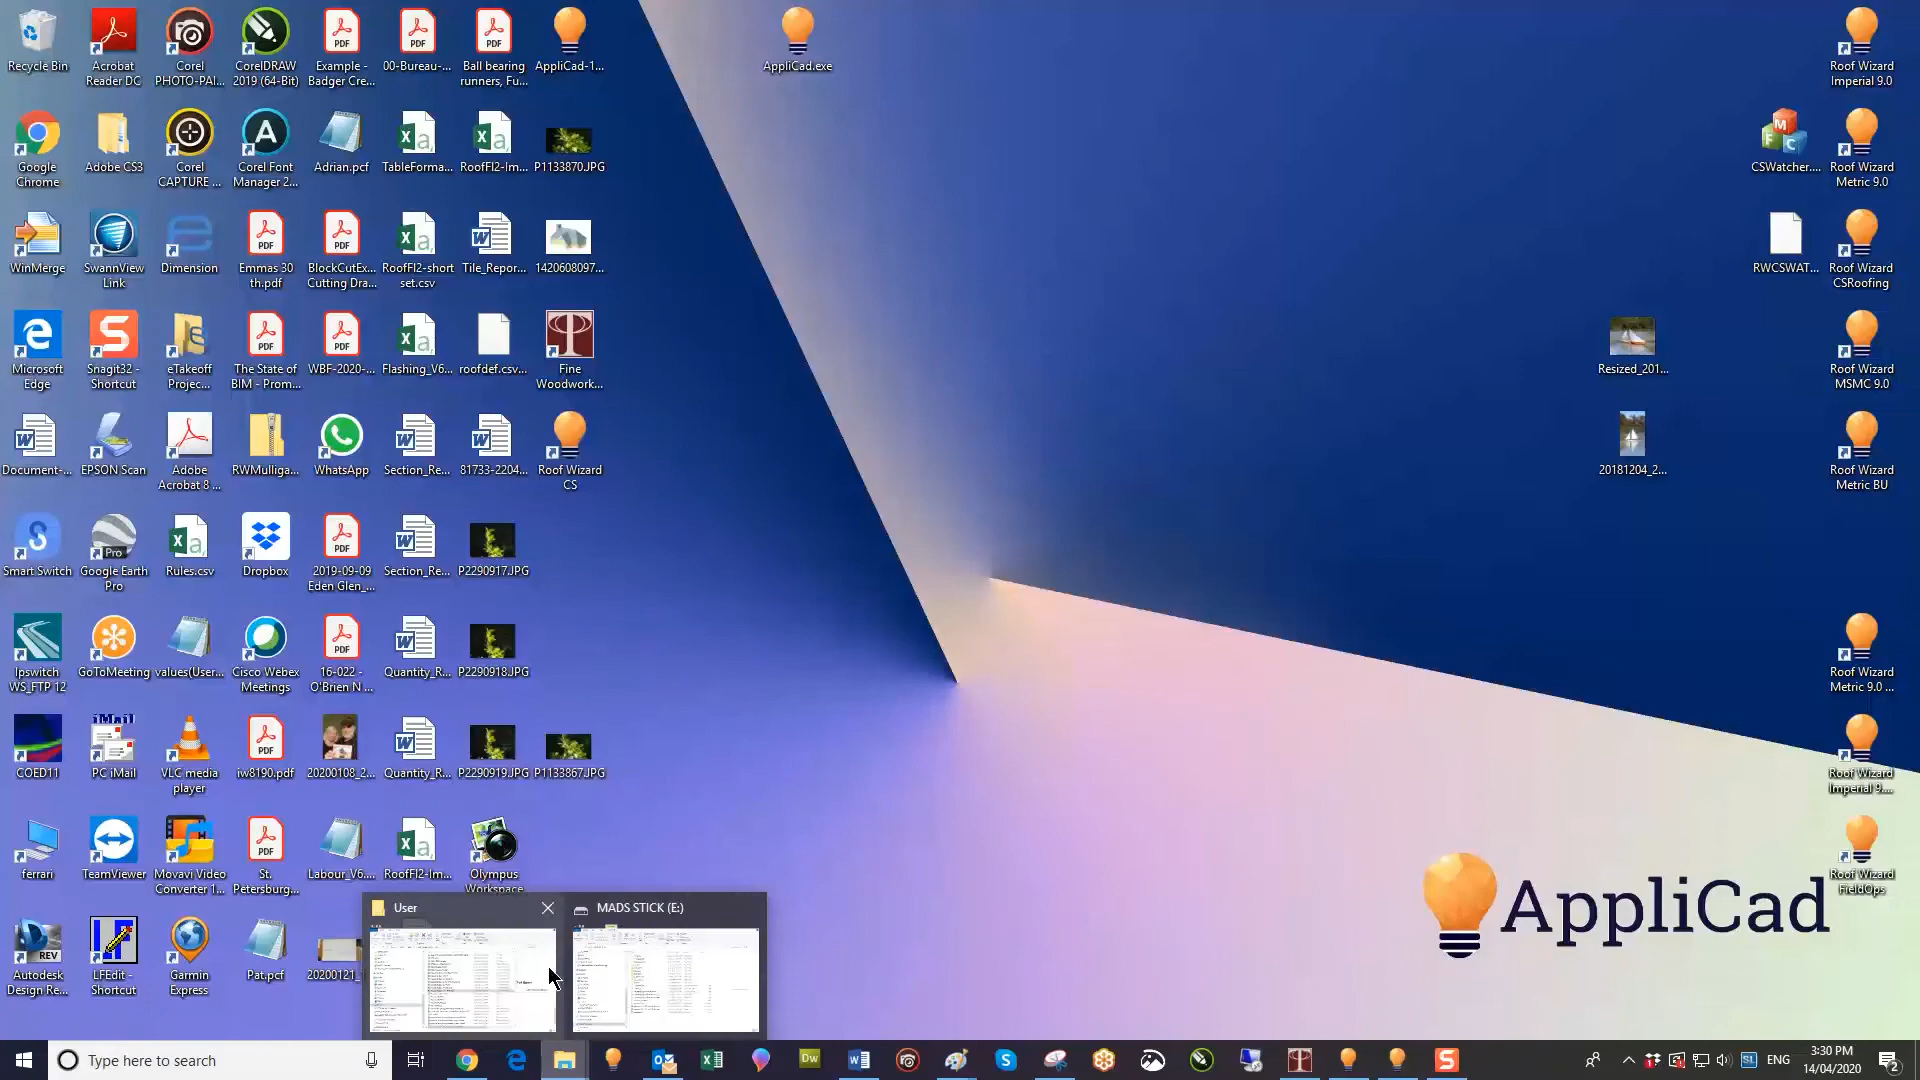 Recycle Bin
Acrobat
Reader DC
Corel
PHOTO-PAI...
CorelDRAW
2019 (64-Bit)
Example -
Badger Cre...
00-Bureau-...
Ball bearing
runners, Fu...
AppliCad-1...
AppliCad.exe
Roof Wizard
Imperial 9.0
Google
Chrome
Adobe CS3
Corel
CAPTURE ...
Corel Font
Manager 2...
Adrian.pcf
TableForma...
RoofFl2-Im...
P1133870.JPG
CSWatcher....
Roof Wizard
Metric 9.0
WinMerge
SwannView
Link
Dimension
Emmas 30
th.pdf
BlockCutEx...
Cutting Dra...
RoofFl2-short
set.csv
Tile_Repor...
1420608097...
RWCSWAT...
Roof Wizard
CSRoofing
Microsoft
Edge
Snagit32 -
Shortcut
eTakeoff
Projec...
The State of
BIM - Prom...
WBF-2020-...
Flashing_V6...
roofdef.csv...
Fine
Woodwork...
Resized_201...
Roof Wizard
MSMC 9.0
Document-...
EPSON Scan
Adobe
Acrobat 8 ...
RWMulliga...
WhatsApp
Section_Re...
81733-2204...
Roof Wizard
CS
20181204_2...
Roof Wizard
Metric BU
Smart Switch
Google Earth
Pro
Rules.csv
Dropbox
2019-09-09
Eden Glen_...
Section_Re...
P2290917.JPG
Ipswitch
WS_FTP 12
GoToMeeting
values(User...
Cisco Webex
Meetings
16-022 -
O'Brien N ...
Quantity_R...
P2290918.JPG
Roof Wizard
Metric 9.0 ...
COED11
PC iMail
VLC media
player
iw8190.pdf
20200108_2...
Quantity_R...
P2290919.JPG
P1133867.JPG
Roof Wizard
Imperial 9....
ferrari
TeamViewer
Movavi Video
Converter 1...
St.
Petersburg...
Labour_V6...
RoofFl2-Im...
Olympus
Workspace
Roof Wizard
FieldOps
AppliCad
User
MADS STICK (E:)
Autodesk
Design Re...
LFEdit -
Shortcut
Garmin
Express
Pat.pcf
20200121_
Type here to search
ENG
3:30 PM
14/04/2020